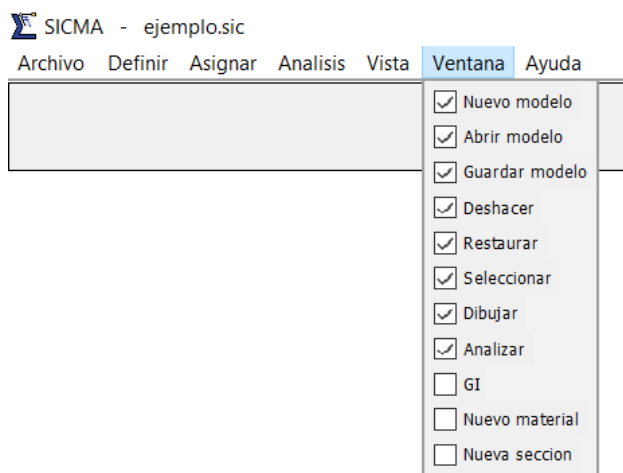 SICMA - ejemplo.sic
Archivo Definir Asignar Analisis Vista Ventana Ayuda
Nuevo modelo
Abrir modelo
Guardar modelo
Deshacer
Restaurar
Seleccionar
Dibujar
Analizar
GI
Nuevo material
Nueva seccion